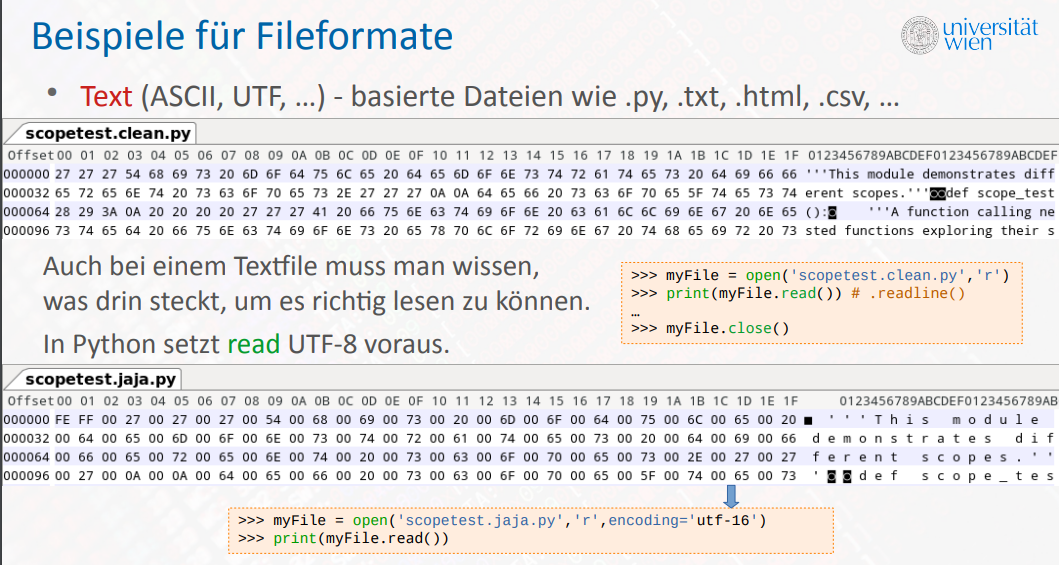 Beispiele für Fileformate
universität
wien
• Text (ASCII, UTF, ...) - basierte Dateien wie .py, .txt, .html, .csv, ...
scopetest.clean.py
Offset 00 01 02 03 04 05 06 07 08 09 0A 0B 0C 0D 0E 0F 10 11 12 13 14 15 16 17 18 19 1A 1B 1C 1D 1E 1F 0123456789ABCDEF0123456789ABCDEF
000000 27 27 27 54 68 69 73 20 6D 6F 64 75 6C 65 20 64 65 6D 6F 6E 73 74 72 61 74 65 73 20 64 69 66 66 '''This module demonstrates diff
000032 65 72 65 6E 74 20 73 63 6F 70 65 73 2E 27 27 27 0A 0A 64 65 66 20 73 63 6F 70 65 5F 74 65 73 74 erent scopes.'''def scope_test
000064 28 29 3A 0A 20 20 20 20 27 27 27 41 20 66 75 6E 63 74 69 6F 6E 20 63 61 6C 6C 69 6E 67 20 6E 65 ():    '''A function calling ne
000096 73 74 65 64 20 66 75 6E 63 74 69 6F 6E 73 20 65 78 70 6C 6F 72 69 6E 67 20 74 68 65 69 72 20 73 sted functions exploring their s
Auch bei einem Textfile muss man wissen,
was drin steckt, um es richtig lesen zu können.
In Python setzt read UTF-8 voraus.
>>> myFile = open('scopetest.clean.py','r')
>>> print(myFile.read()) # .readline()
…
>>> myFile.close()
scopetest.jaja.py
Offset 00 01 02 03 04 05 06 07 08 09 0A 0B 0C 0D 0E 0F 10 11 12 13 14 15 16 17 18 19 1A 1B 1C 1D 1E 1F 0123456789ABCDEF0123456789AB
000000 FE FF 00 27 00 27 00 27 00 54 00 68 00 69 00 73 00 20 00 6D 00 6F 00 64 00 75 00 6C 00 65 00 20 ■ ' ' ' T h i s   m o d u l e
000032 00 64 00 65 00 6D 00 6F 00 6E 00 73 00 74 00 72 00 61 00 74 00 65 00 73 00 20 00 64 00 69 00 66 d e m o n s t r a t e s   d i f
000064 00 66 00 65 00 72 00 65 00 6E 00 74 00 20 00 73 00 63 00 6F 00 70 00 65 00 73 00 2E 00 27 00 27 f e r e n t   s c o p e s . ' '
000096 00 27 00 0A 00 0A 00 64 00 65 00 66 00 20 00 73 00 63 00 6F 00 70 00 65 00 5F 00 74 00 65 00 73 ' d e f   s c o p e _ t e s
>>> myFile = open('scopetest.jaja.py','r',encoding='utf-16')
>>> print(myFile.read())